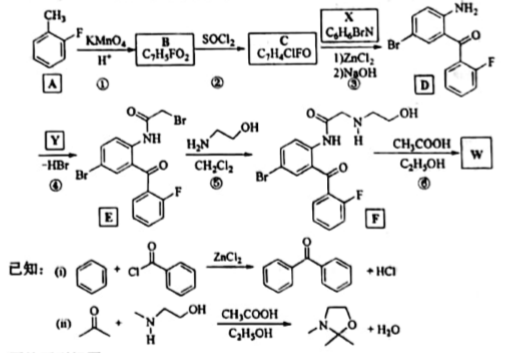 CH₃ F KMnO₄ H⁺ B C₇H₅FO₂ SOCl₂ C C₇H₄ClFO X C₆H₆BrN 1)ZnCl₂ 2)NaOH Br NH₂ O F
A ① ② ③ D
Y -HBr ④ O Br NH Br O F H₂N OH CH₂Cl₂ ⑤ O N H OH NH Br O F CH₃COOH C₂H₅OH ⑥ W
E F
已知: (i) + Cl O ZnCl₂ O + HCl
(ii) O + N H OH CH₃COOH C₂H₅OH N O + H₂O